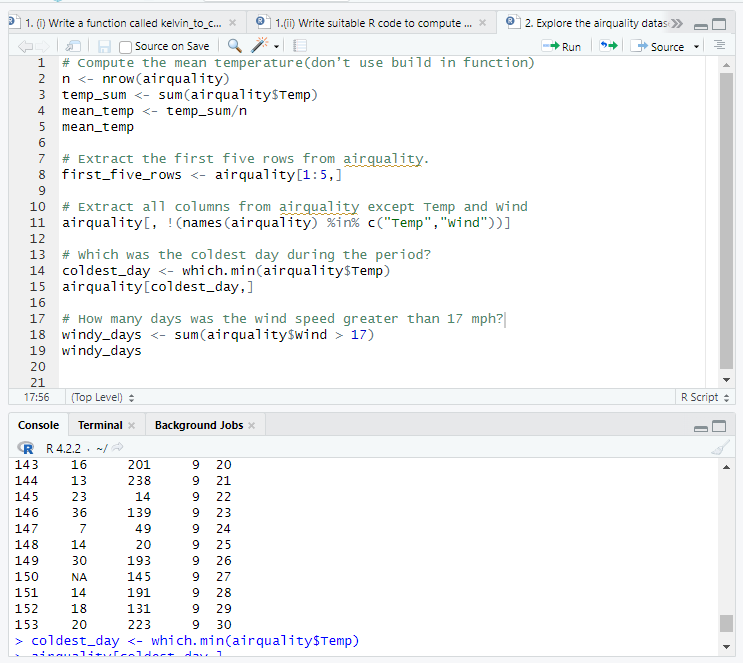 1. (i) Write a function called kelvin_to_c...
1.(ii) Write suitable R code to compute ...
2. Explore the airquality datas
Source on Save
Run
Source
1 # Compute the mean temperature(don't use build in function)
2 n <- nrow(airquality)
3 temp_sum <- sum(airquality$Temp)
4 mean_temp <- temp_sum/n
5 mean_temp
6
7 # Extract the first five rows from airquality.
8 first_five_rows <- airquality[1:5,]
9
10 # Extract all columns from airquality except Temp and Wind
11 airquality[, !(names(airquality) %in% c("Temp","Wind"))]
12
13 # Which was the coldest day during the period?
14 coldest_day <- which.min(airquality$Temp)
15 airquality[coldest_day,]
16
17 # How many days was the wind speed greater than 17 mph?
18 windy_days <- sum(airquality$Wind > 17)
19 windy_days
20
21
17:56 (Top Level) R Script
Console Terminal Background Jobs
R R 4.2.2 · ~/
143 16 201 9 20
144 13 238 9 21
145 23 14 9 22
146 36 139 9 23
147 7 49 9 24
148 14 20 9 25
149 30 193 9 26
150 NA 145 9 27
151 14 191 9 28
152 18 131 9 29
153 20 223 9 30
> coldest_day <- which.min(airquality$Temp)
> airquality[coldest_day,]